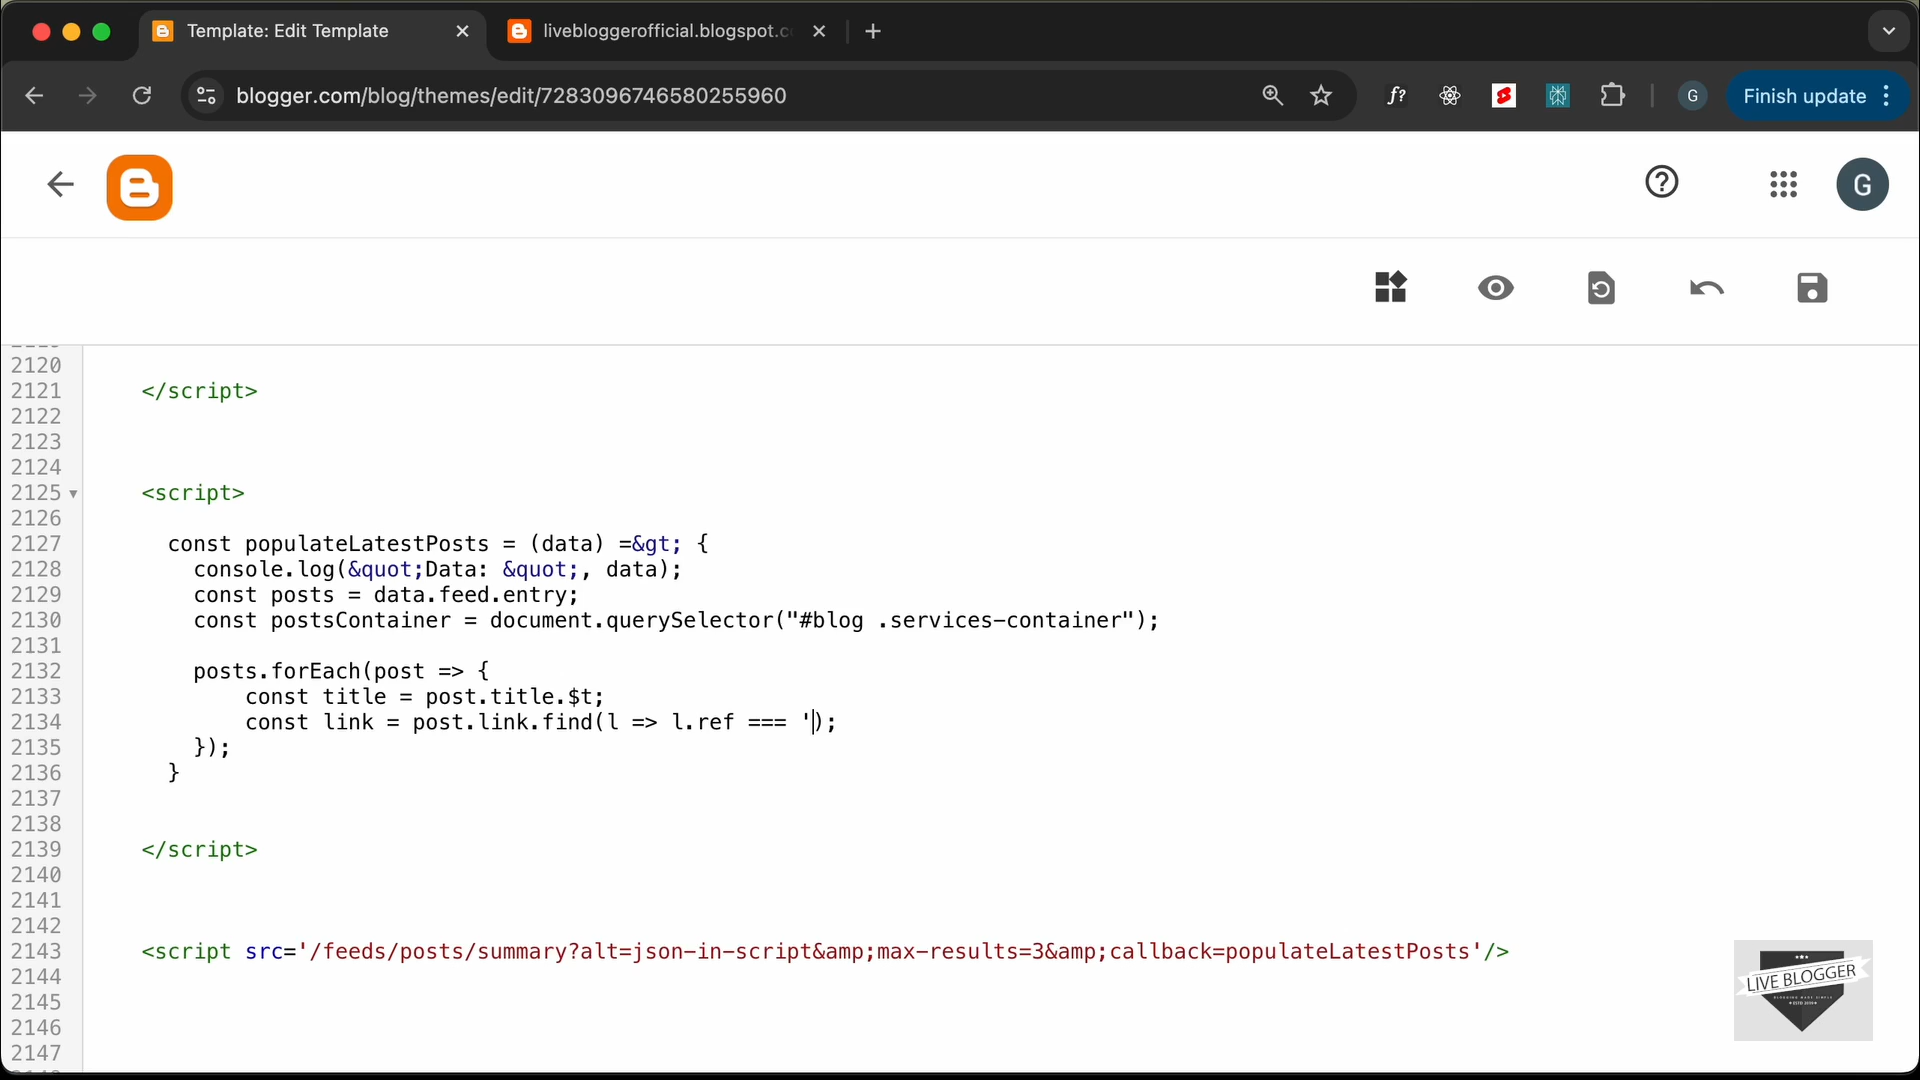 Template: Edit Template
livebloggerofficial.blogspot.c
blogger.com/blog/themes/edit/7283096746580255960
f?
G
Finish update
G
2120
2121 </script>
2122
2123
2124
2125 <script>
2126
2127 const populateLatestPosts = (data) =&gt; {
2128 console.log(&quot;Data: &quot;, data);
2129 const posts = data.feed.entry;
2130 const postsContainer = document.querySelector("#blog .services-container");
2131
2132 posts.forEach(post => {
2133 const title = post.title.$t;
2134 const link = post.link.find(l => l.ref === ');
2135 });
2136 }
2137
2138
2139 </script>
2140
2141
2142
2143 <script src='/feeds/posts/summary?alt=json-in-script&amp;max-results=3&amp;callback=populateLatestPosts'/>
2144
2145
2146
2147
LIVE BLOGGER